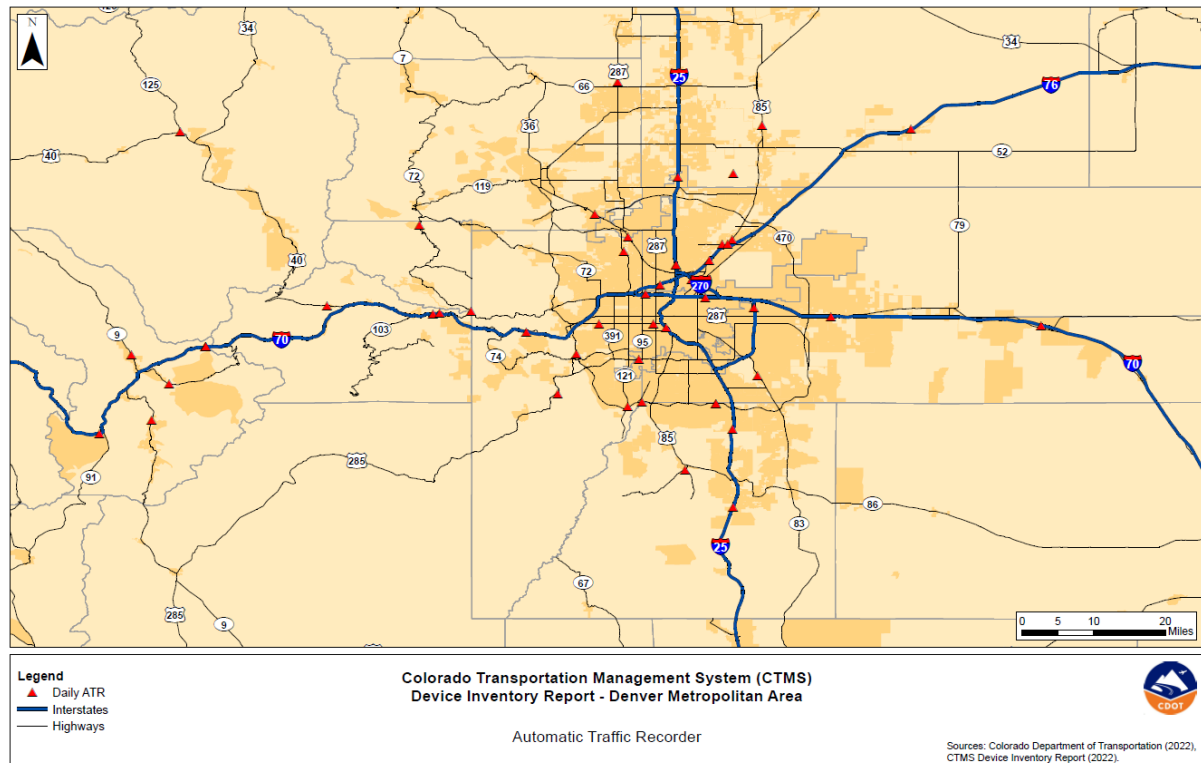 N
34
125
7
287
25
66
85
34
76
36
40
52
72
119
79
470
287
40
72
270
9
103
70
287
391
95
74
121
70
85
285
91
86
83
25
67
285
9
0 5 10 20
Miles
Legend
Daily ATR
Interstates
Highways
Colorado Transportation Management System (CTMS)
Device Inventory Report - Denver Metropolitan Area
Automatic Traffic Recorder
CDOT
Sources: Colorado Department of Transportation (2022),
CTMS Device Inventory Report (2022).